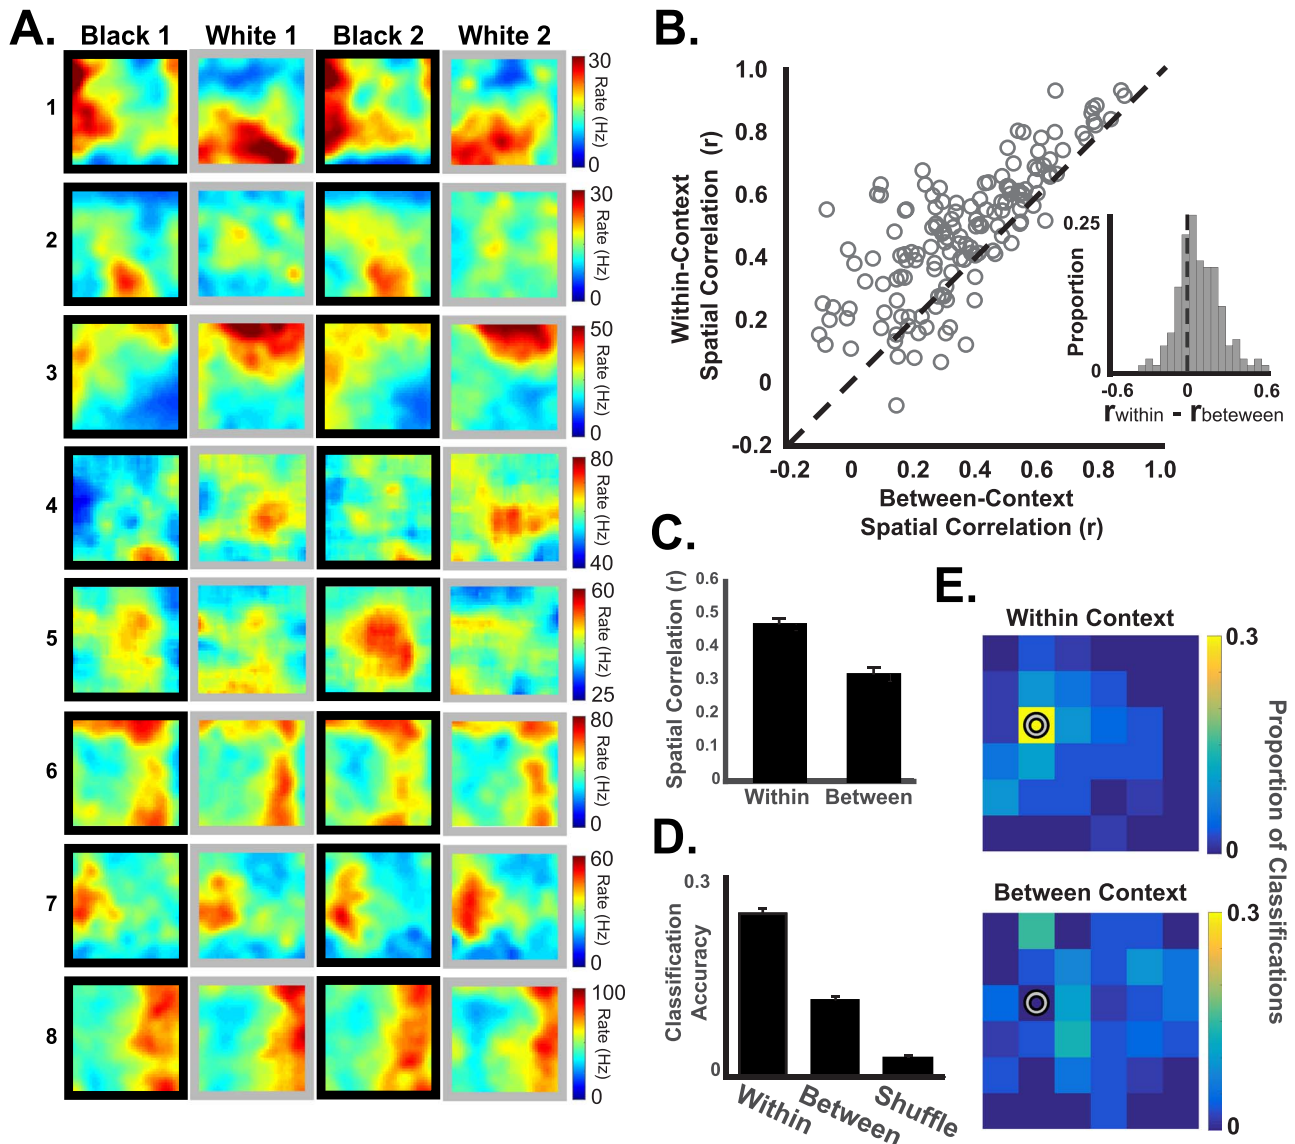 A.
Black 1 White 1 Black 2 White 2
1
30
Rate (Hz)
0
2
30
Rate (Hz)
0
3
50
Rate (Hz)
0
4
80
Rate (Hz)
40
5
60
Rate (Hz)
25
6
80
Rate (Hz)
0
7
60
Rate (Hz)
0
8
100
Rate (Hz)
0
B.
Within-Context
Spatial Correlation (r)
1.0
0.8
0.6
0.4
0.2
0
-0.2
-0.2 0 0.2 0.4 0.6 0.8 1.0
Between-Context
Spatial Correlation (r)
Proportion
0.25
0
-0.6 0 0.6
rwithin - rbeteween
C.
Spatial Correlation (r)
0.6
0.5
0.4
0.3
0.2
0.1
0
Within Between
D.
Classification
Accuracy
0.3
0
Within Between Shuffle
E.
Within Context
0.3
0
Between Context
0.3
0
Proportion of Classifications